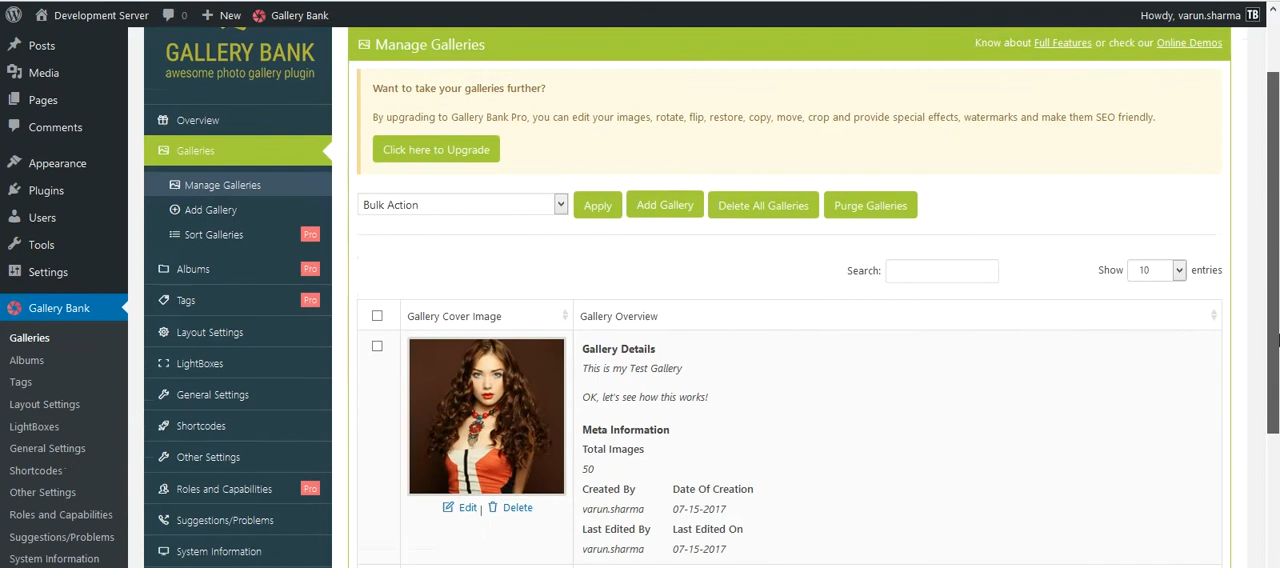 Development Server
0
New
Gallery Bank
Howdy, varun.sharma
TB
Posts
Media
Pages
Comments
Appearance
Plugins
Users
Tools
Settings
Gallery Bank
Galleries
Albums
Tags
Layout Settings
LightBoxes
General Settings
Shortcodes
Other Settings
Roles and Capabilities
Suggestions/Problems
System Information
GALLERY BANK
awesome photo gallery plugin
Overview
Galleries
Manage Galleries
Add Gallery
Sort Galleries Pro
Albums Pro
Tags Pro
Layout Settings
LightBoxes
General Settings
Shortcodes
Other Settings
Roles and Capabilities Pro
Suggestions/Problems
System Information
Manage Galleries
Know about Full Features or check our Online Demos
Want to take your galleries further?
By upgrading to Gallery Bank Pro, you can edit your images, rotate, flip, restore, copy, move, crop and provide special effects, watermarks and make them SEO friendly.
Click here to Upgrade
Bulk Action
Apply
Add Gallery
Delete All Galleries
Purge Galleries
Search:
Show 10 entries
Gallery Cover Image
Gallery Overview
Edit | Delete
Gallery Details
This is my Test Gallery
OK, let's see how this works!
Meta Information
Total Images
50
Created By Date Of Creation
varun.sharma 07-15-2017
Last Edited By Last Edited On
varun.sharma 07-15-2017